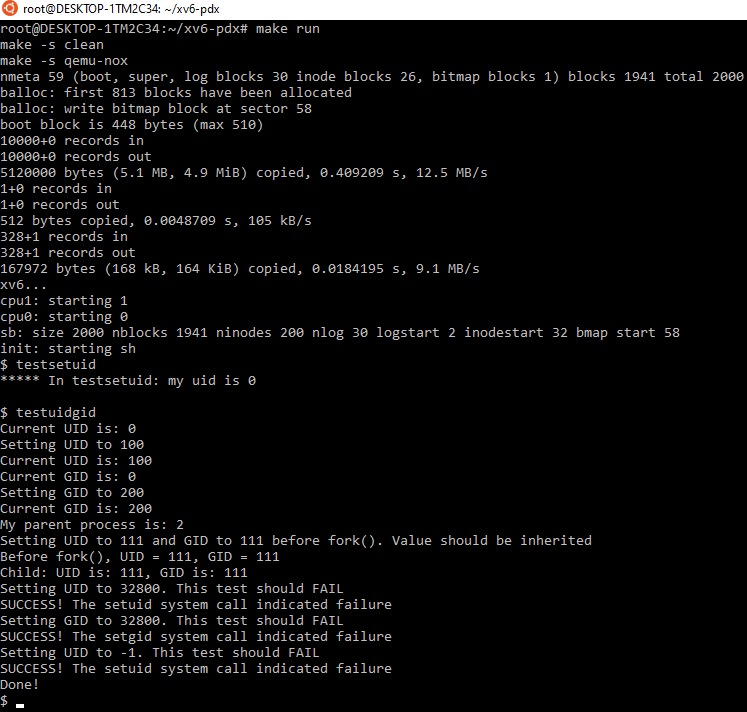 root@DESKTOP-1TM2C34: ~/xv6-pdx
root@DESKTOP-1TM2C34:~/xv6-pdx# make run
make -s clean
make -s qemu-nox
nmeta 59 (boot, super, log blocks 30 inode blocks 26, bitmap blocks 1) blocks 1941 total 2000
balloc: first 813 blocks have been allocated
balloc: write bitmap block at sector 58
boot block is 448 bytes (max 510)
10000+0 records in
10000+0 records out
5120000 bytes (5.1 MB, 4.9 MiB) copied, 0.409209 s, 12.5 MB/s
1+0 records in
1+0 records out
512 bytes copied, 0.0048709 s, 105 kB/s
328+1 records in
328+1 records out
167972 bytes (168 kB, 164 KiB) copied, 0.0184195 s, 9.1 MB/s
xv6...
cpu1: starting 1
cpu0: starting 0
sb: size 2000 nblocks 1941 ninodes 200 nlog 30 logstart 2 inodestart 32 bmap start 58
init: starting sh
$ testsetuid
***** In testsetuid: my uid is 0
$ testuidgid
Current UID is: 0
Setting UID to 100
Current UID is: 100
Current GID is: 0
Setting GID to 200
Current GID is: 200
My parent process is: 2
Setting UID to 111 and GID to 111 before fork(). Value should be inherited
Before fork(), UID = 111, GID = 111
Child: UID is: 111, GID is: 111
Setting UID to 32800. This test should FAIL
SUCCESS! The setuid system call indicated failure
Setting GID to 32800. This test should FAIL
SUCCESS! The setgid system call indicated failure
Setting UID to -1. This test should FAIL
SUCCESS! The setuid system call indicated failure
Done!
$